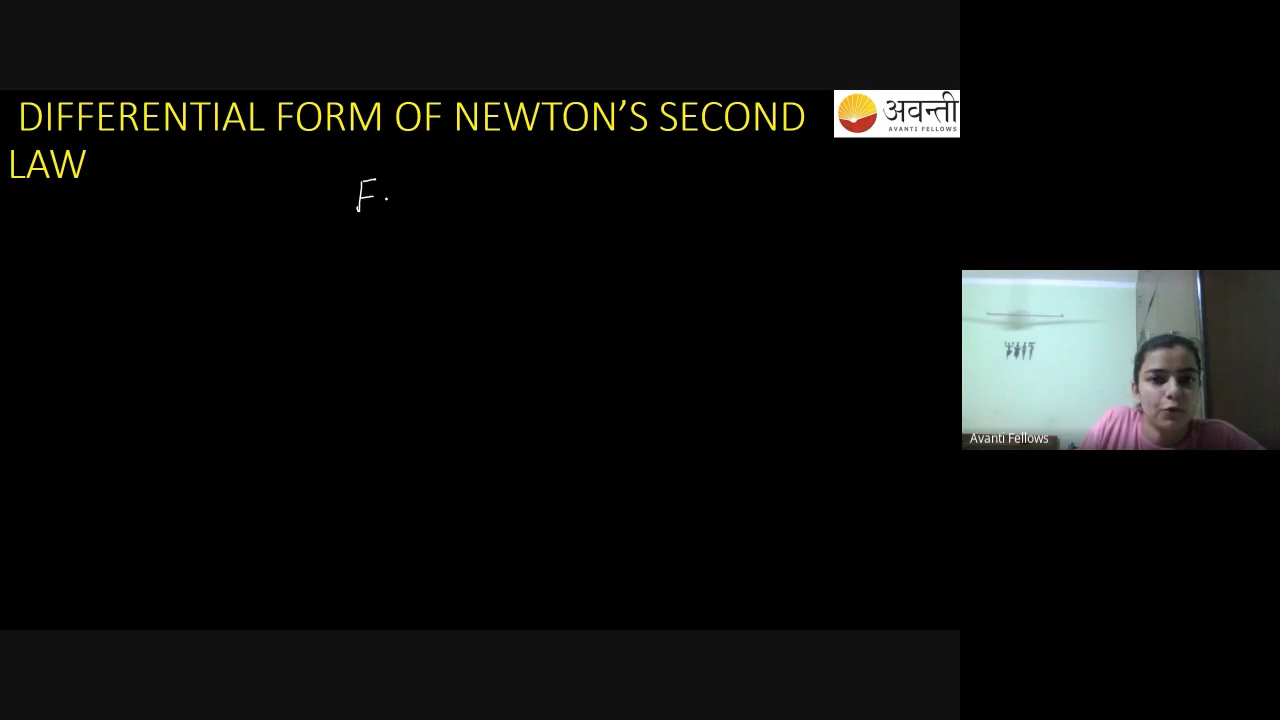 DIFFERENTIAL FORM OF NEWTON’S SECOND
LAW
अवन्ती
AVANTI FELLOWS
F.
Avanti Fellows